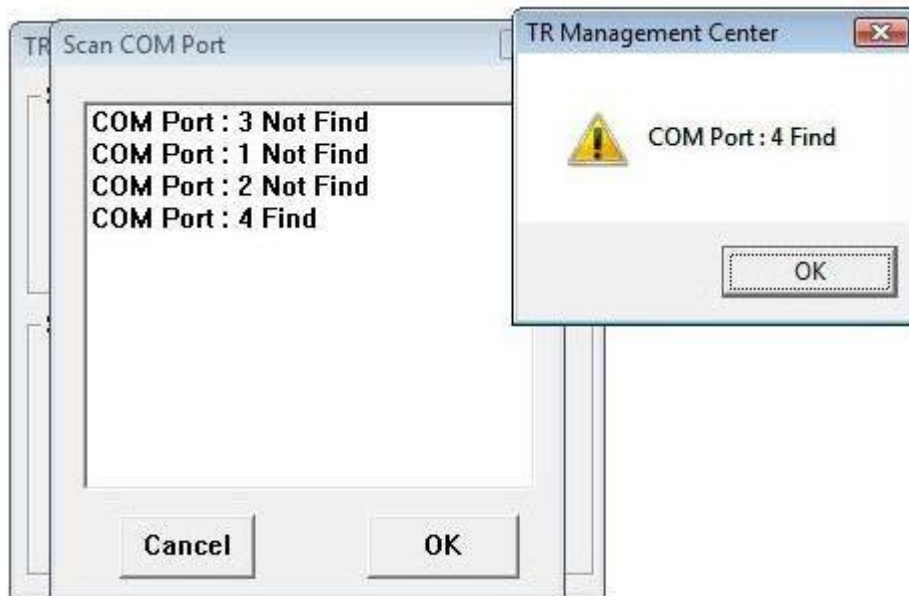 TR
Scan COM Port
COM Port : 3 Not Find
COM Port : 1 Not Find
COM Port : 2 Not Find
COM Port : 4 Find
Cancel
OK
TR Management Center
COM Port : 4 Find
OK